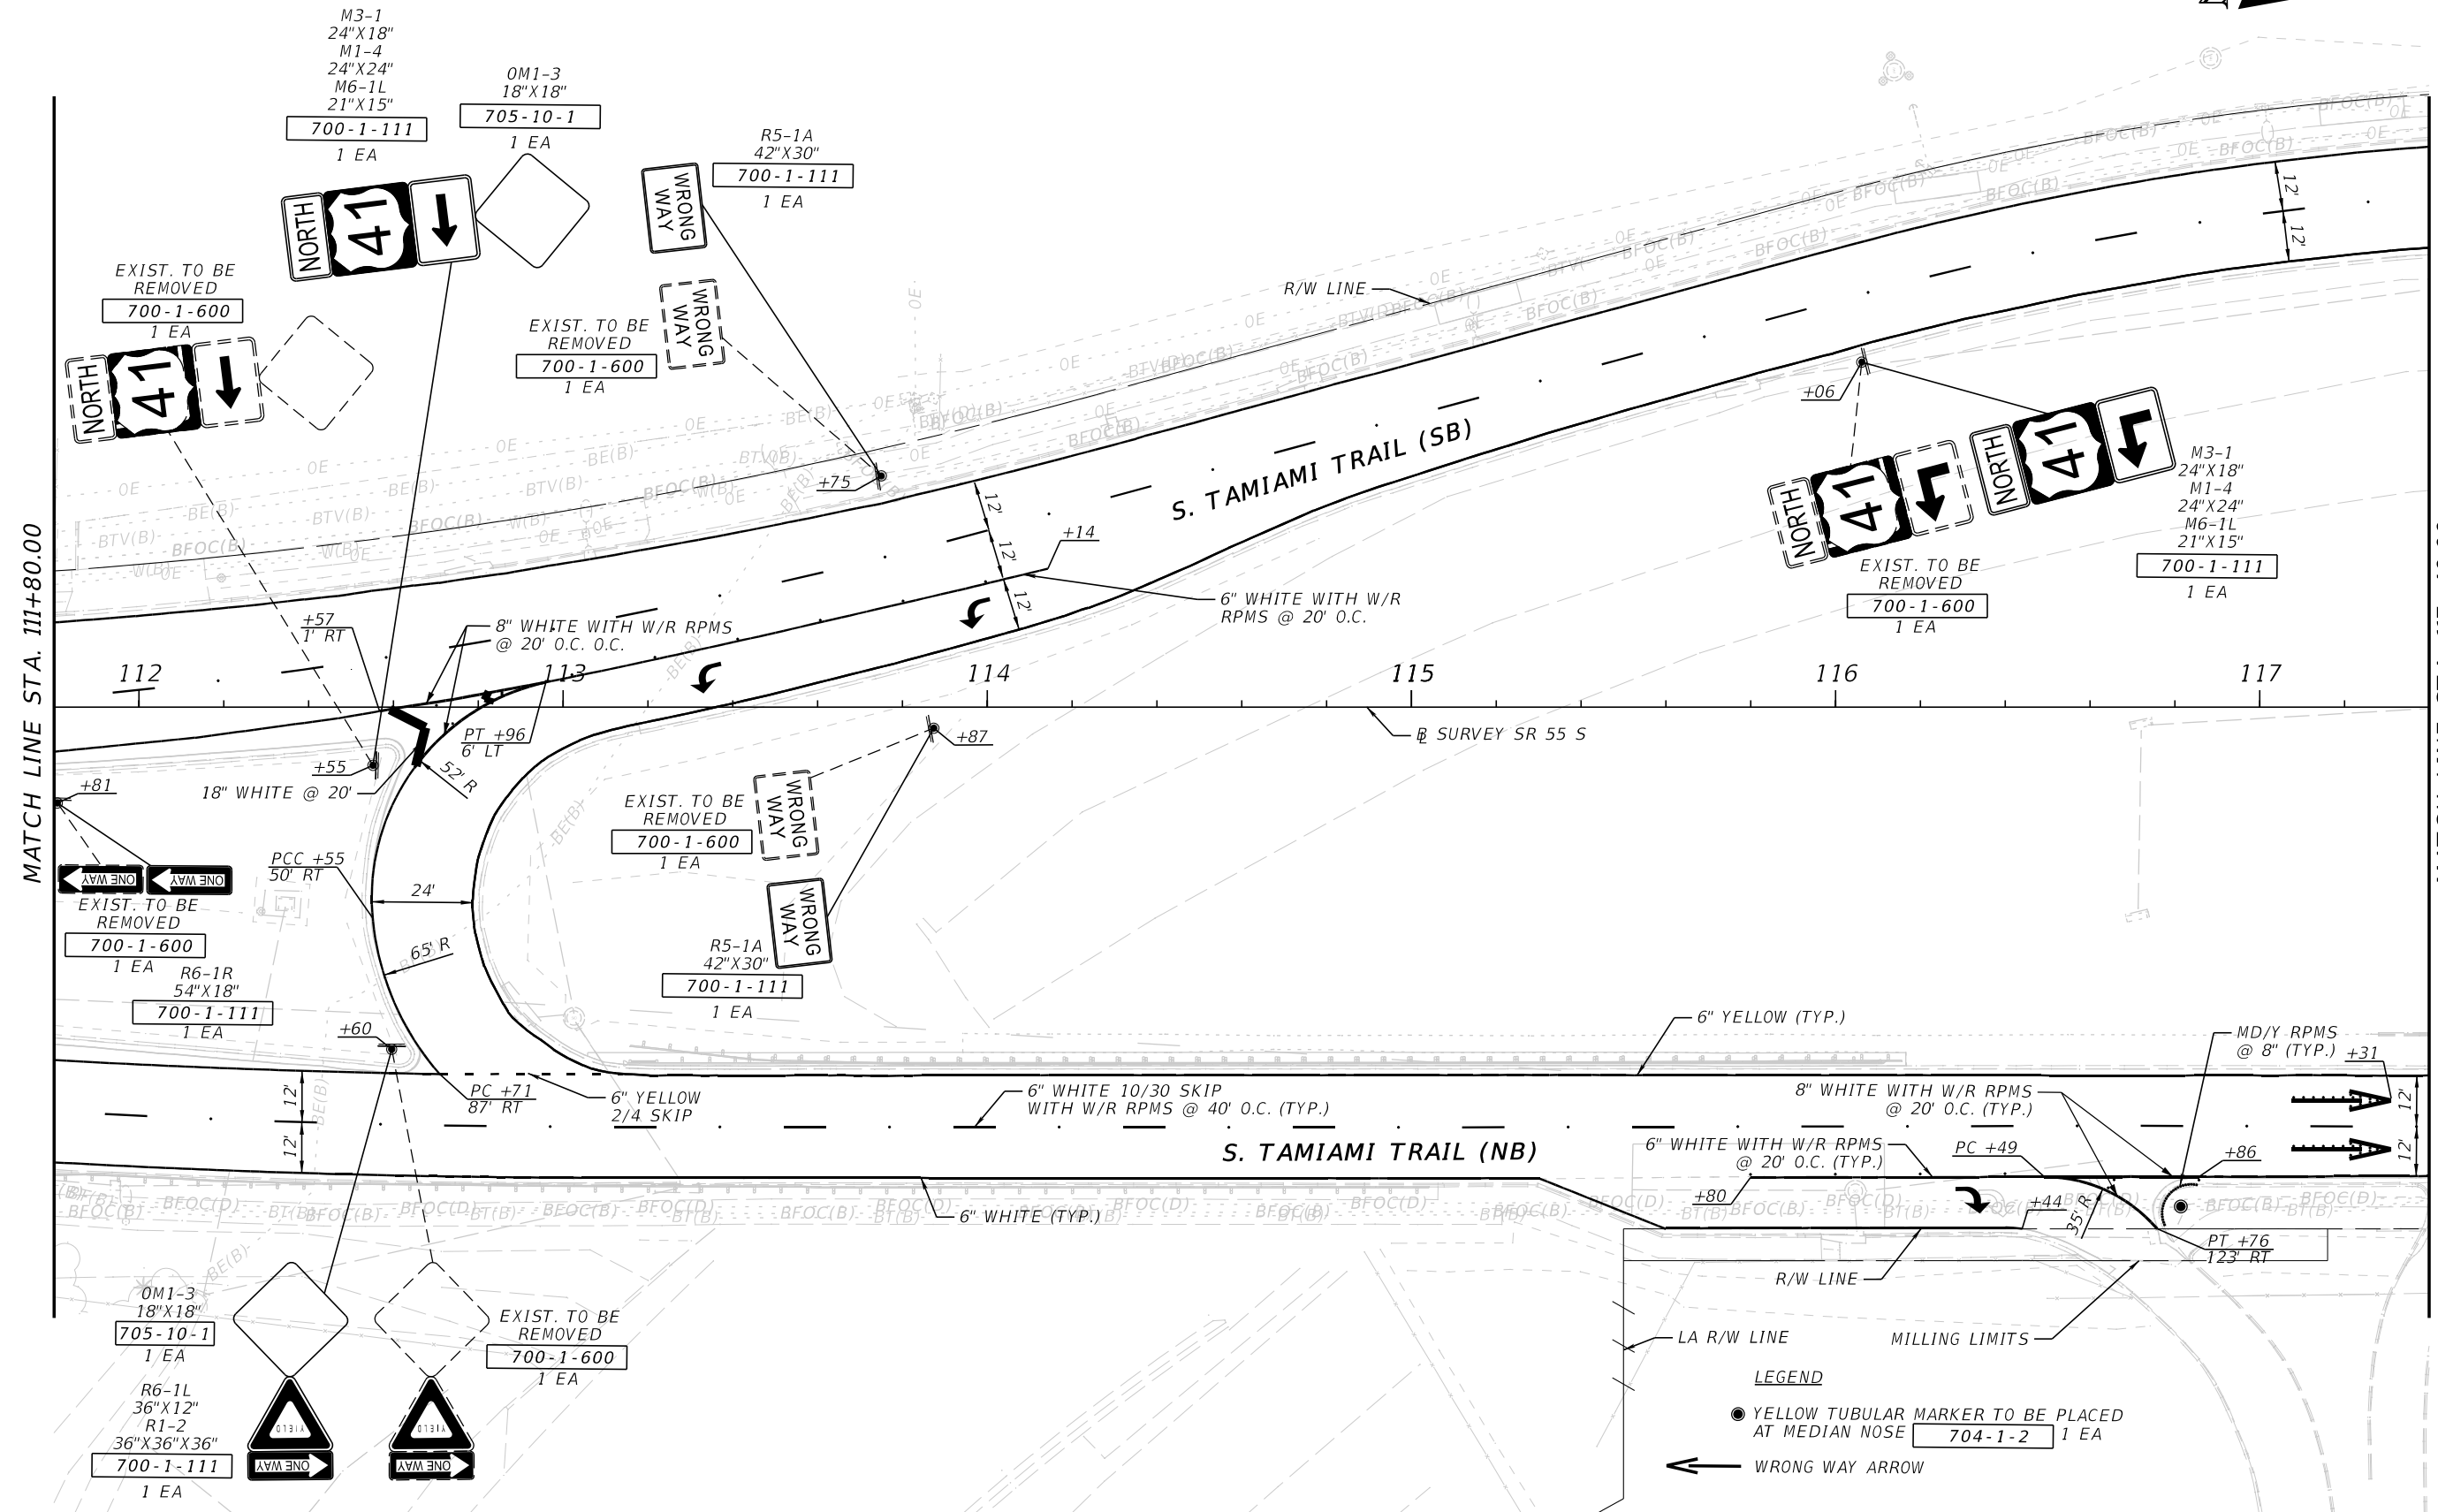 M3-1
24"X18"
M1-4
24"X24"
M6-1L
21"X15"
700-1-111
1 EA
OM1-3
18"X18"
705-10-1
1 EA
R5-1A
42"X30"
700-1-111
1 EA
WRONG
WAY
NORTH
41
EXIST. TO BE
REMOVED
700-1-600
1 EA
NORTH
41
EXIST. TO BE
REMOVED
700-1-600
1 EA
WRONG
WAY
R/W LINE
12'
12'
+75
+06
S. TAMIAMI TRAIL (SB)
12'
12'
12'
+14
6" WHITE WITH W/R
RPMS @ 20' O.C.
NORTH
41
NORTH
41
M3-1
24"X18"
M1-4
24"X24"
M6-1L
21"X15"
700-1-111
1 EA
EXIST. TO BE
REMOVED
700-1-600
1 EA
MATCH LINE STA. 111+80.00
+57
1' RT
8" WHITE WITH W/R RPMS
@ 20' O.C. O.C.
112
113
114
115
116
117
PT +96
6' LT
52' R
+55
18" WHITE @ 20'
+81
+87
BL SURVEY SR 55 S
PCC +55
50' RT
24'
65' R
ONE WAY
ONE WAY
EXIST. TO BE
REMOVED
700-1-600
1 EA
R6-1R
54"X18"
700-1-111
1 EA
EXIST. TO BE
REMOVED
700-1-600
1 EA
WRONG
WAY
WRONG
WAY
R5-1A
42"X30"
700-1-111
1 EA
+60
PC +71
87' RT
6" YELLOW
2/4 SKIP
12'
12'
6" WHITE 10/30 SKIP
WITH W/R RPMS @ 40' O.C. (TYP.)
6" YELLOW (TYP.)
MD/Y RPMS
@ 8" (TYP.)
+31
8" WHITE WITH W/R RPMS
@ 20' O.C. (TYP.)
12'
12'
S. TAMIAMI TRAIL (NB)
6" WHITE WITH W/R RPMS
@ 20' O.C. (TYP.)
PC +49
+86
+80
+44
35' R
PT +76
123' RT
6" WHITE (TYP.)
R/W LINE
LA R/W LINE
MILLING LIMITS
OM1-3
18"X18"
705-10-1
1 EA
R6-1L
36"X12"
R1-2
36"X36"X36"
700-1-111
1 EA
YIELD
ONE WAY
YIELD
ONE WAY
EXIST. TO BE
REMOVED
700-1-600
1 EA
LEGEND
YELLOW TUBULAR MARKER TO BE PLACED
AT MEDIAN NOSE 704-1-2 1 EA
WRONG WAY ARROW